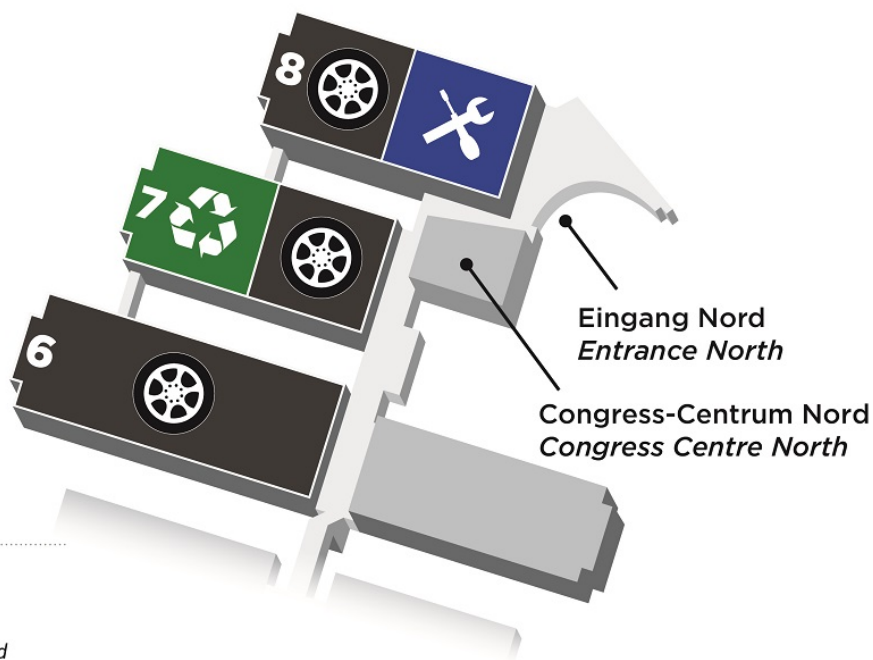 8
7
6
Eingang Nord
Entrance North
Congress-Centrum Nord
Congress Centre North